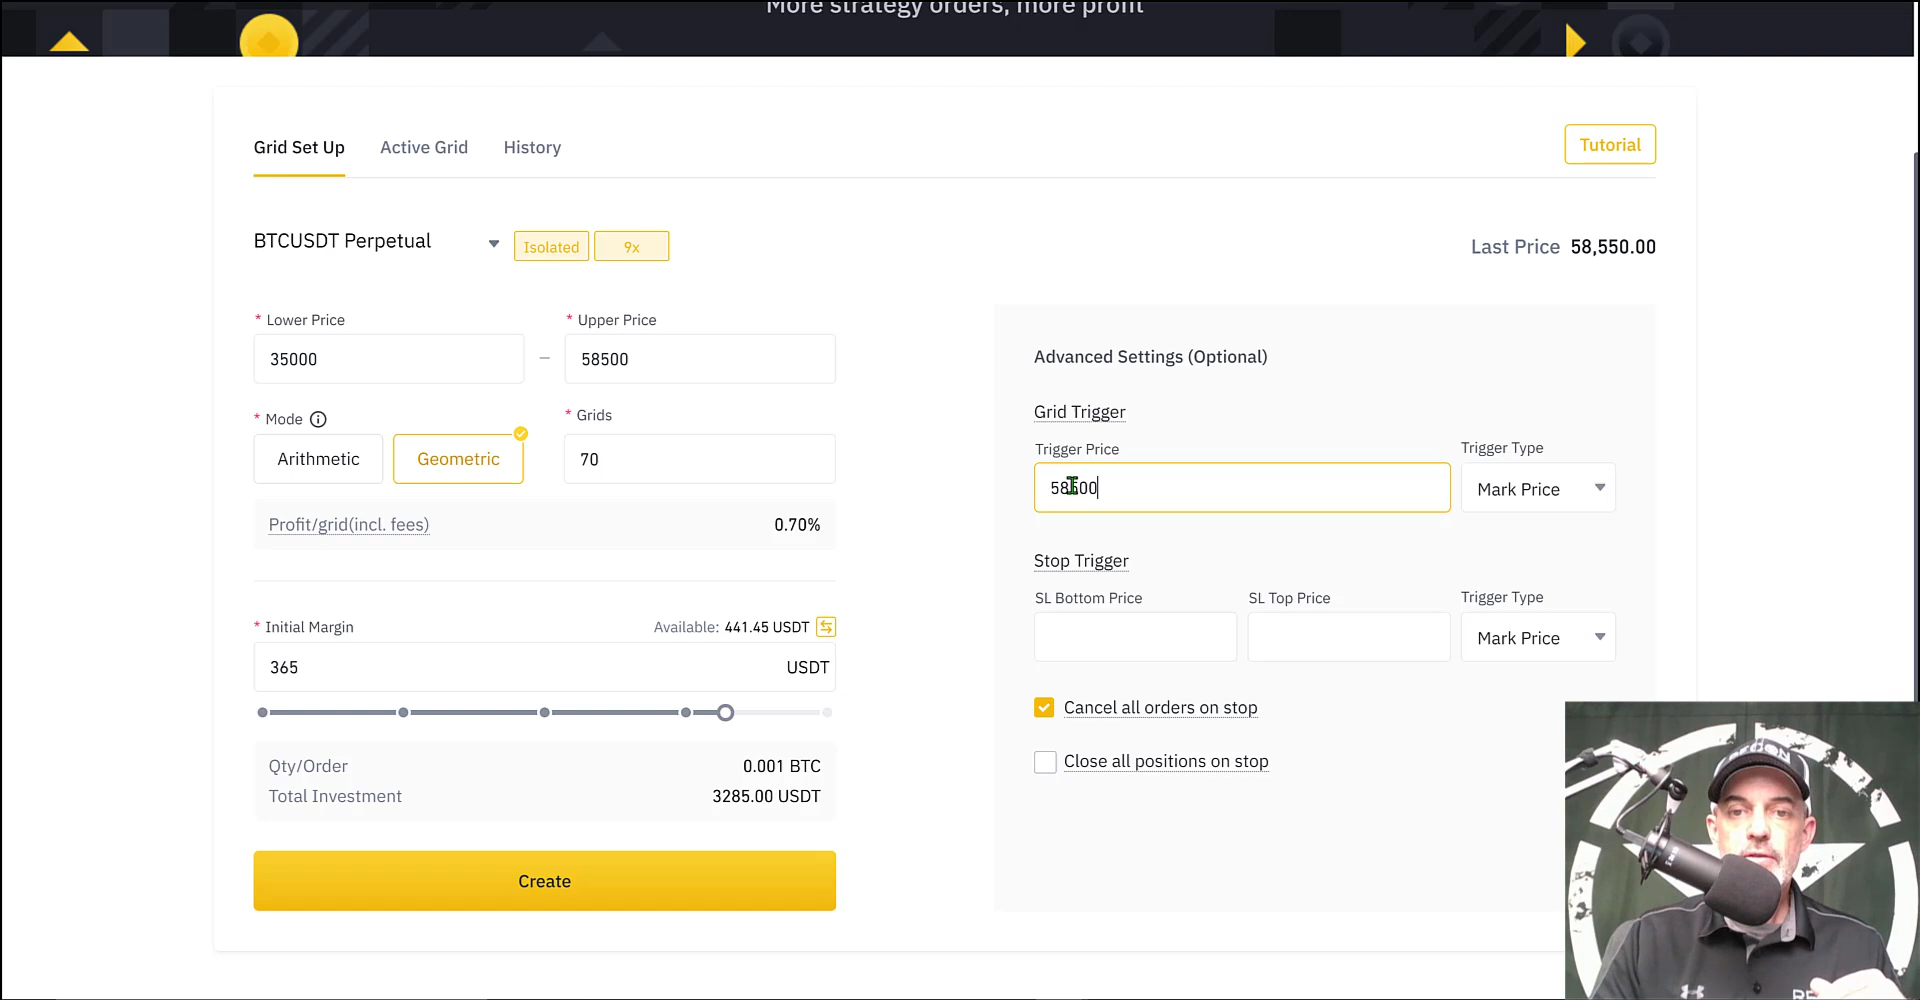 More strategy orders, more profit
Grid Set Up Active Grid History
Tutorial
BTCUSDT Perpetual Isolated 9x
Last Price 58,550.00
* Lower Price * Upper Price
35000 – 58500
* Mode * Grids
Arithmetic Geometric 70
Profit/grid(incl. fees) 0.70%
* Initial Margin Available: 441.45 USDT
365 USDT
Qty/Order 0.001 BTC
Total Investment 3285.00 USDT
Create
Advanced Settings (Optional)
Grid Trigger
Trigger Price Trigger Type
Mark Price
Stop Trigger
SL Bottom Price SL Top Price Trigger Type
Mark Price
Cancel all orders on stop
Close all positions on stop